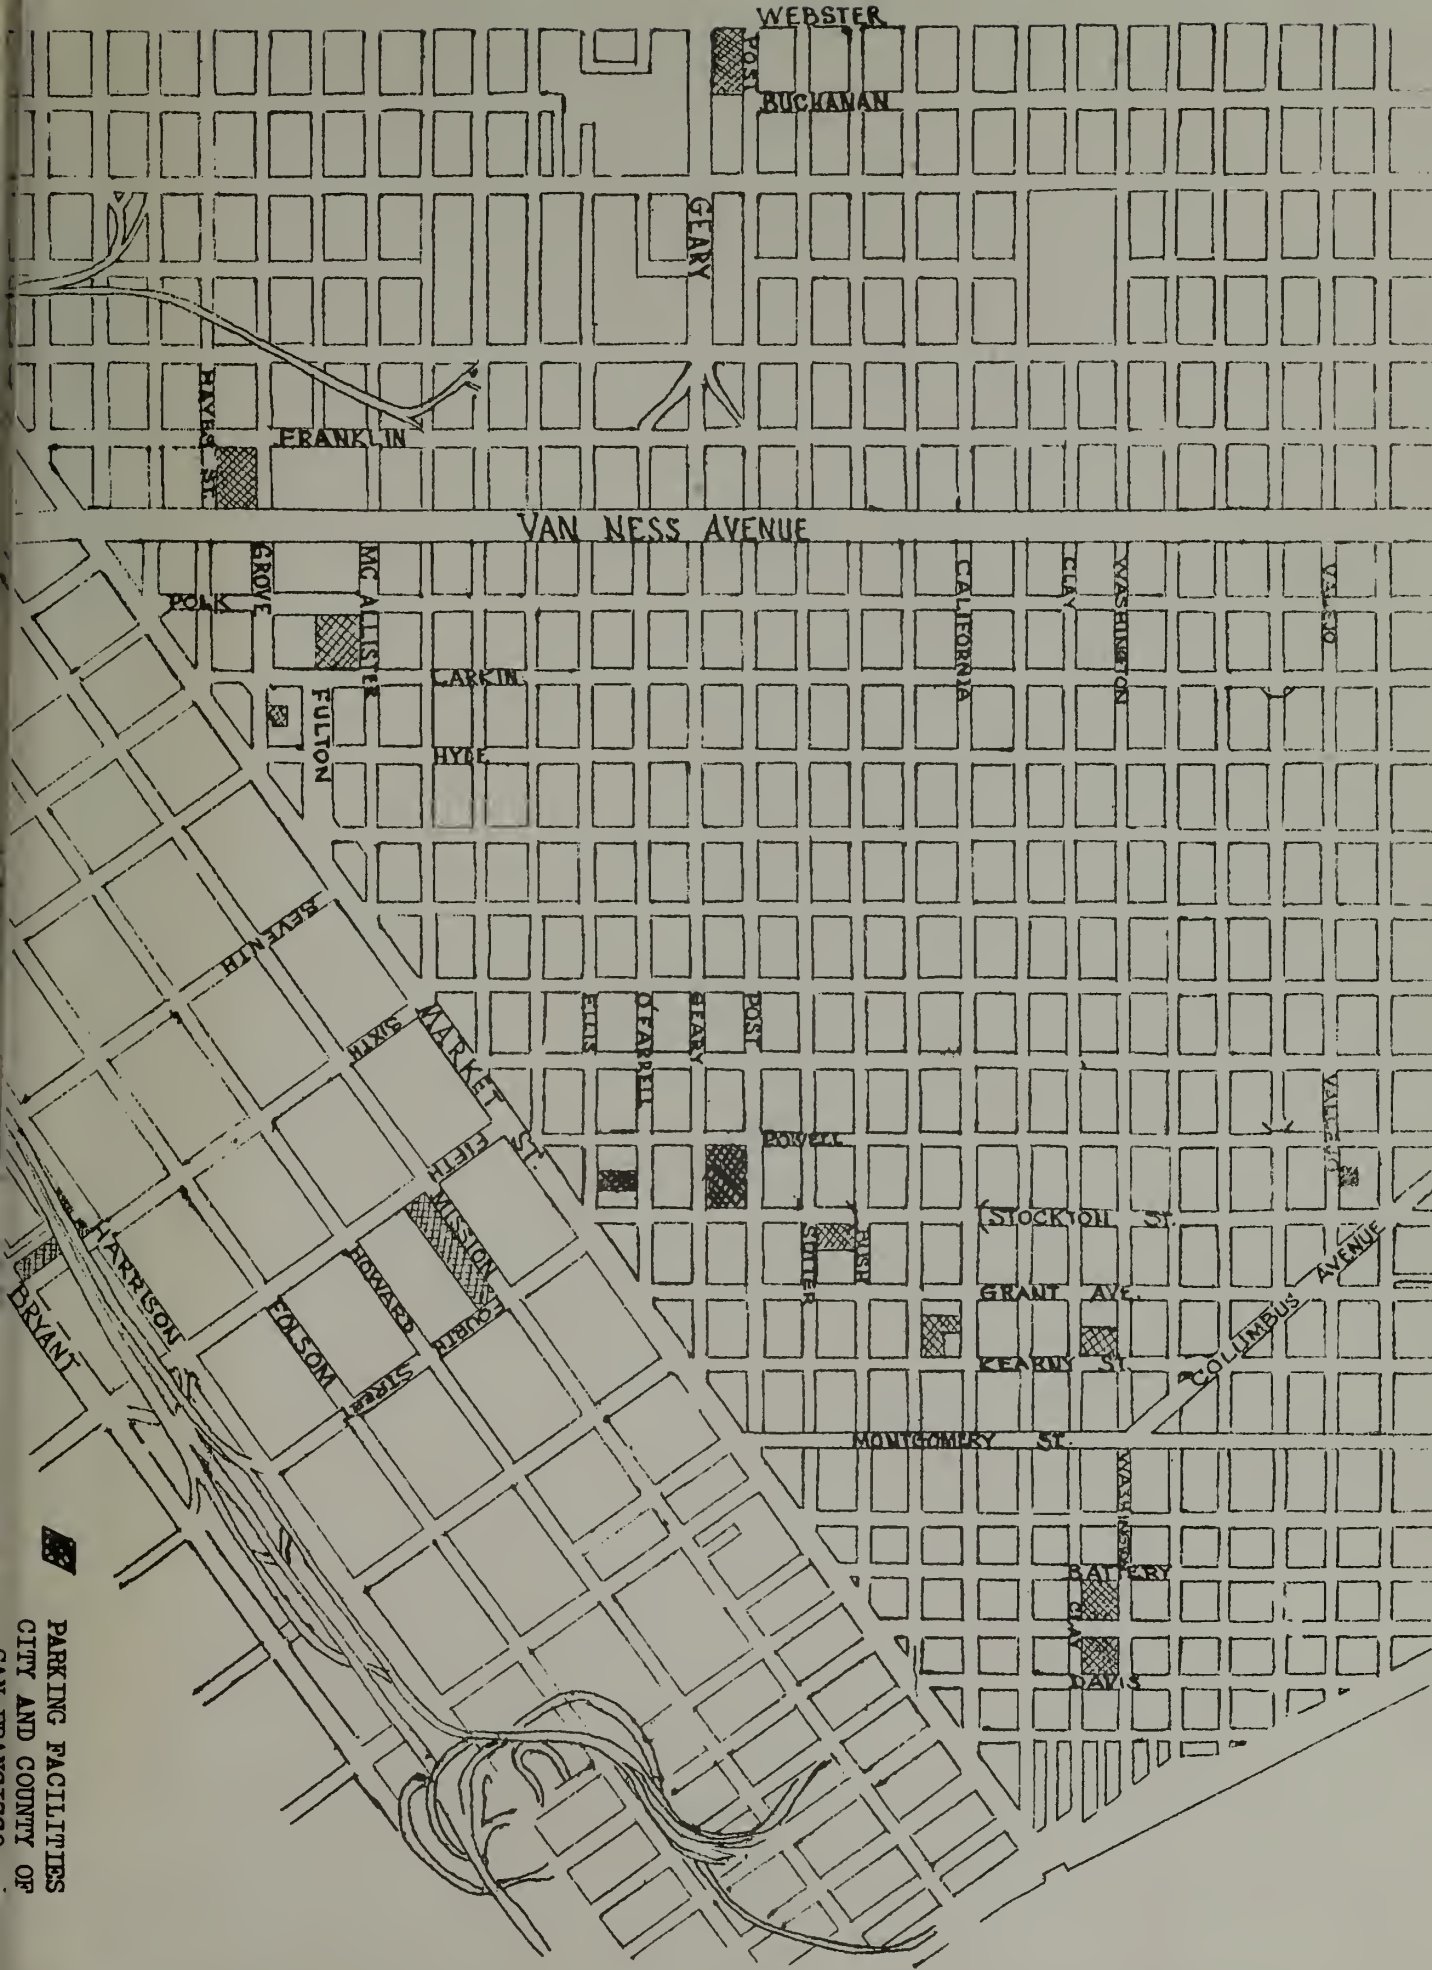 WEBSTER
POST
BUCHANAN
GEARY
HAYES ST.
FRANKLIN
VAN NESS AVENUE
GROVE
MC ALLISTER
POLK
CALIFORNIA
CLAY
WASHINGTON
LARKIN
FULTON
HYDE
SEVENTH
SIXTH
MARKET ST.
ELLIS
O'FARRELL
GEARY
POST
FIFTH
POWELL
VALLEJO
MISSION
STOCKTON ST.
SUTTER
BUSH
HARRISON
HOWARD
GRANT AVE.
COLUMBUS AVENUE
BRYANT
FOLSOM
FOURTH
STREET
KEARNY ST.
MONTGOMERY ST.
BATTERY
CLAY
DAVIS
PARKING FACILITIES
CITY AND COUNTY OF